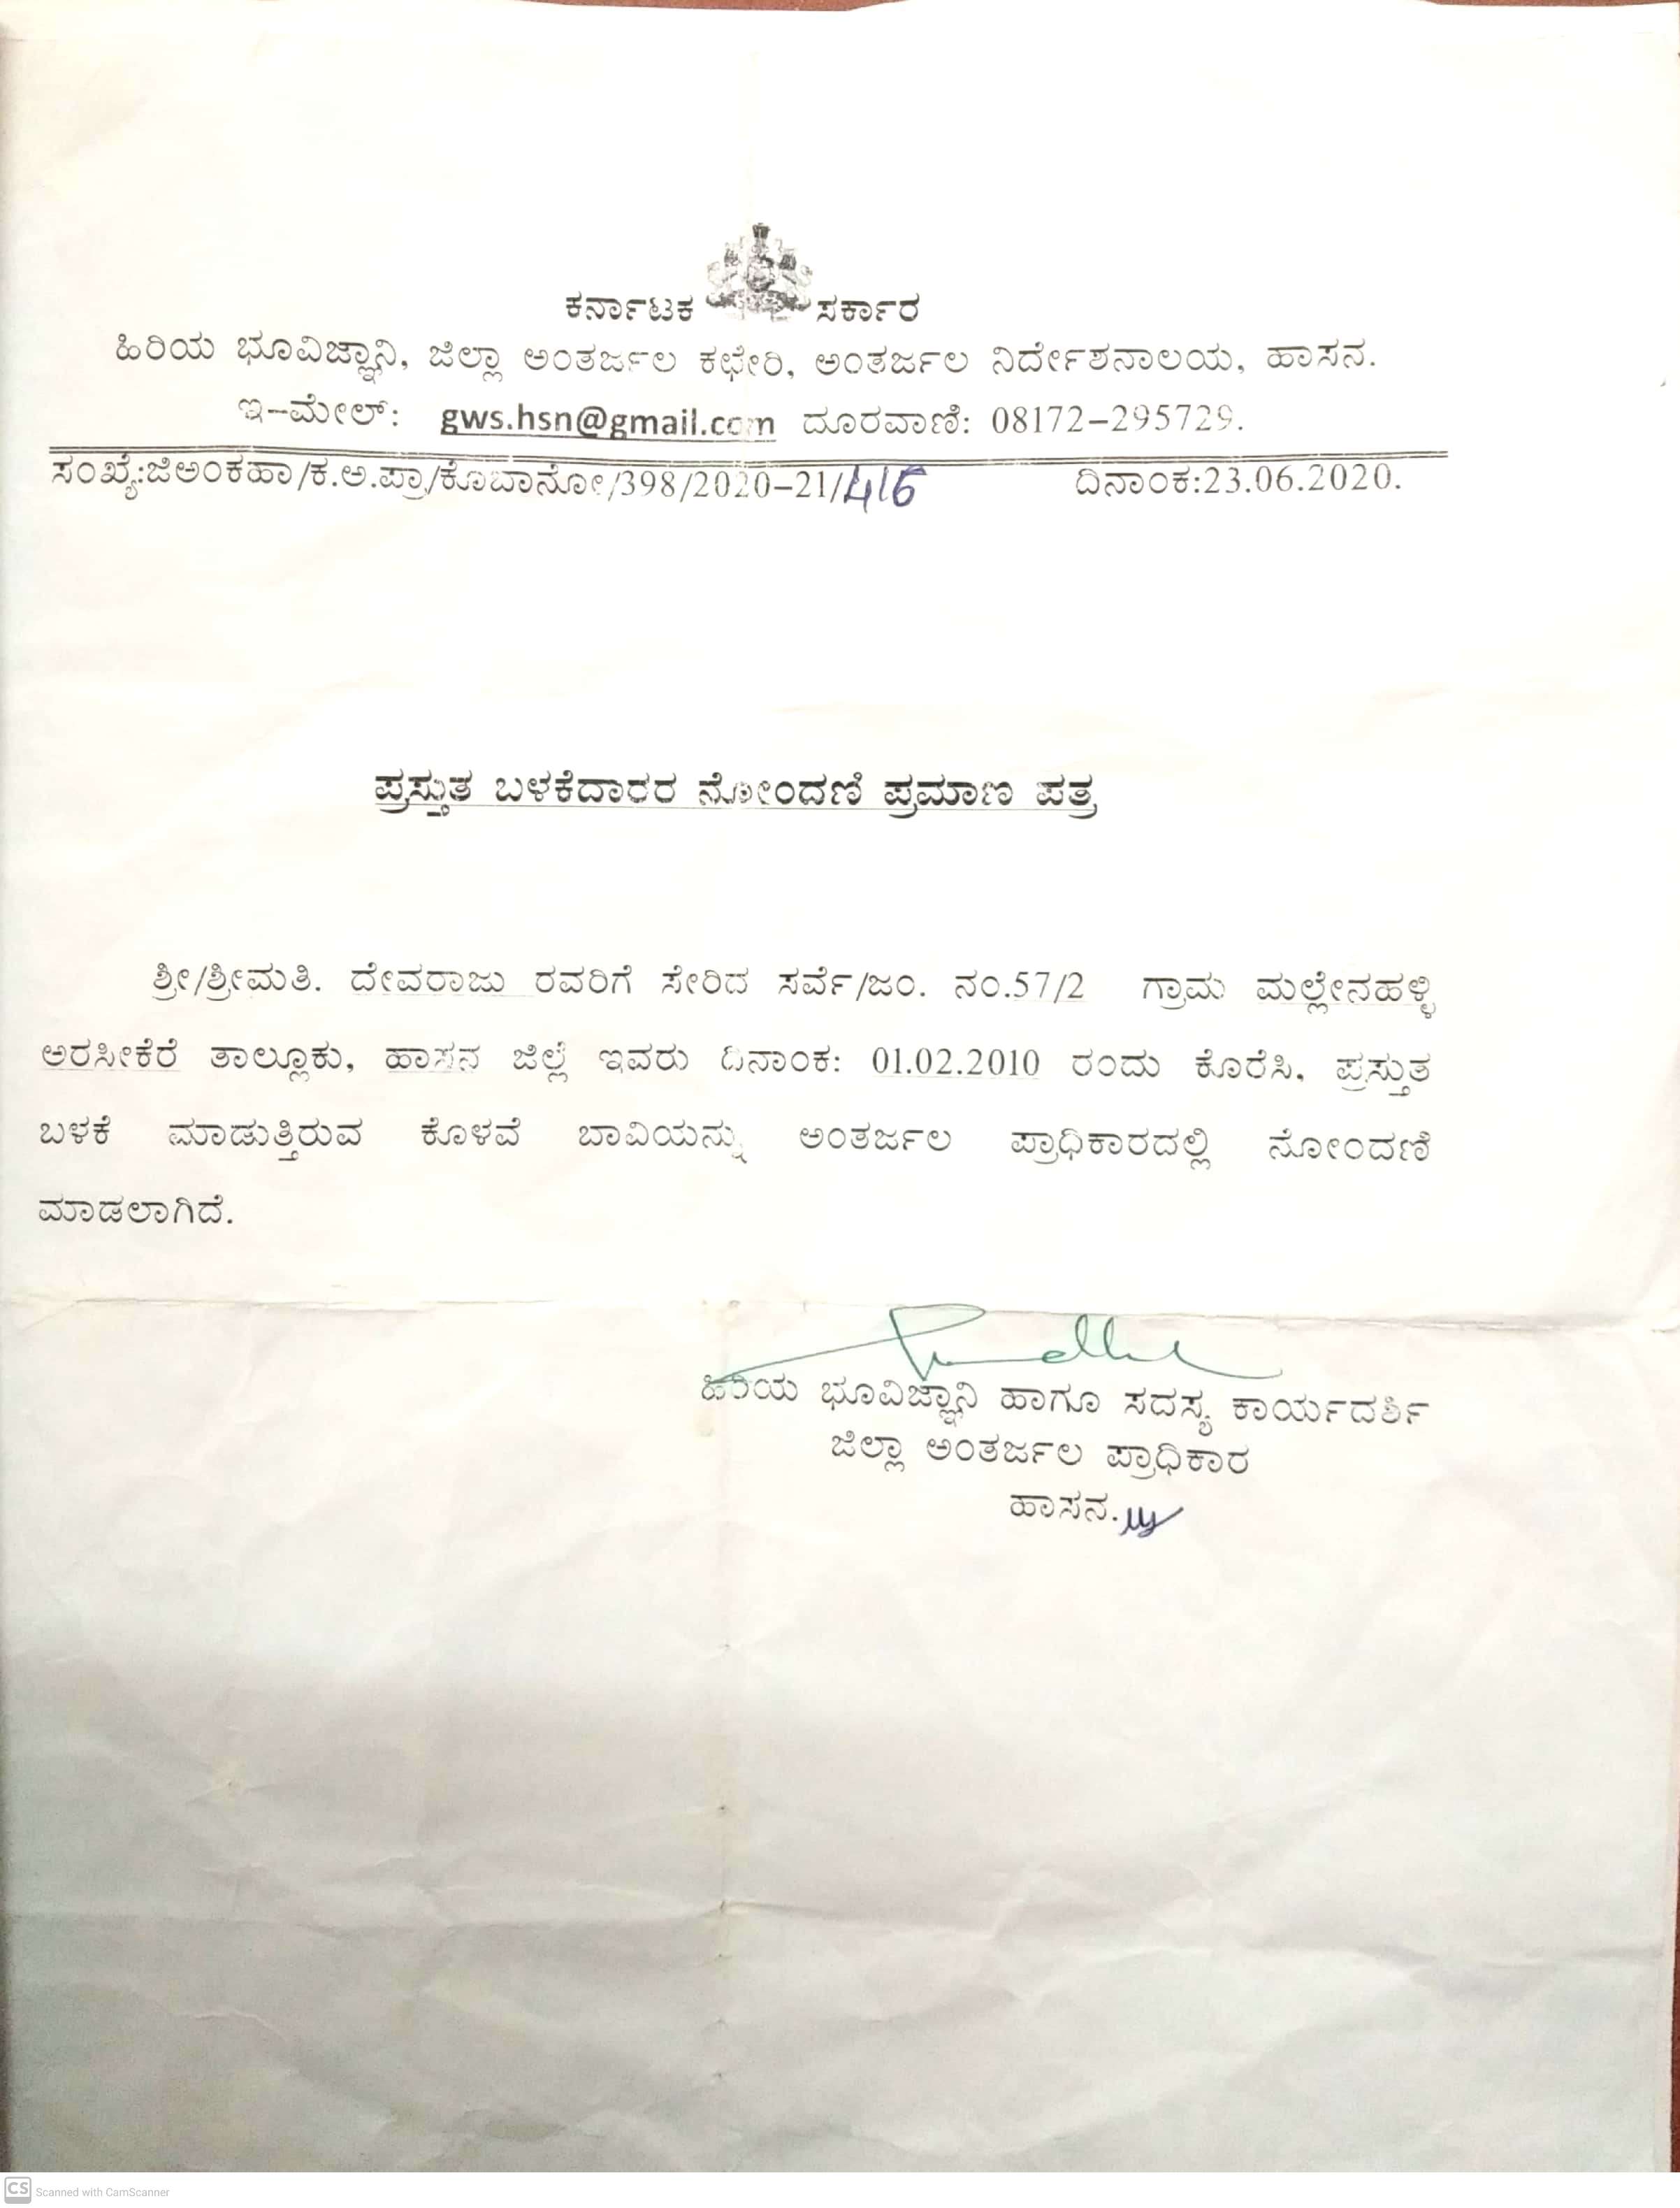 ಕರ್ನಾಟಕ ಸರ್ಕಾರ
ಹಿರಿಯ ಭೂವಿಜ್ಞಾನಿ, ಜಿಲ್ಲಾ ಅಂತರ್ಜಲ ಕಛೇರಿ, ಅಂತರ್ಜಲ ನಿರ್ದೇಶನಾಲಯ, ಹಾಸನ.
ಇ-ಮೇಲ್: gws.hsn@gmail.com ದೂರವಾಣಿ: 08172-295729.
ಸಂಖ್ಯೆ:ಜಿಅಂಕಹಾ/ಕ.ಅ.ಪ್ರಾ/ಕೊಬಾನೋ/398/2020-21/416 ದಿನಾಂಕ:23.06.2020.
ಪ್ರಸ್ತುತ ಬಳಕೆದಾರರ ನೋಂದಣಿ ಪ್ರಮಾಣ ಪತ್ರ
ಶ್ರೀ/ಶ್ರೀಮತಿ. ದೇವರಾಜು ರವರಿಗೆ ಸೇರಿದ ಸರ್ವೆ/ಜಂ. ನಂ.57/2 ಗ್ರಾಮ ಮಲ್ಲೇನಹಳ್ಳಿ
ಅರಸೀಕೆರೆ ತಾಲ್ಲೂಕು, ಹಾಸನ ಜಿಲ್ಲೆ ಇವರು ದಿನಾಂಕ: 01.02.2010 ರಂದು ಕೊರೆಸಿ, ಪ್ರಸ್ತುತ
ಬಳಕೆ ಮಾಡುತ್ತಿರುವ ಕೊಳವೆ ಬಾವಿಯನ್ನು ಅಂತರ್ಜಲ ಪ್ರಾಧಿಕಾರದಲ್ಲಿ ನೋಂದಣಿ
ಮಾಡಲಾಗಿದೆ.
ಹಿರಿಯ ಭೂವಿಜ್ಞಾನಿ ಹಾಗೂ ಸದಸ್ಯ ಕಾರ್ಯದರ್ಶಿ
ಜಿಲ್ಲಾ ಅಂತರ್ಜಲ ಪ್ರಾಧಿಕಾರ
ಹಾಸನ.
CS Scanned with CamScanner